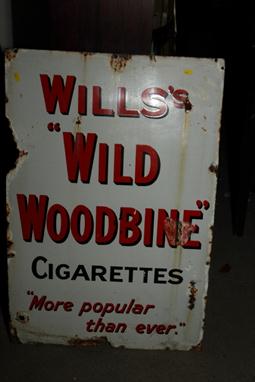 WILLS'S
"WILD
WOODBINE"
CIGARETTES
"More popular
than ever."